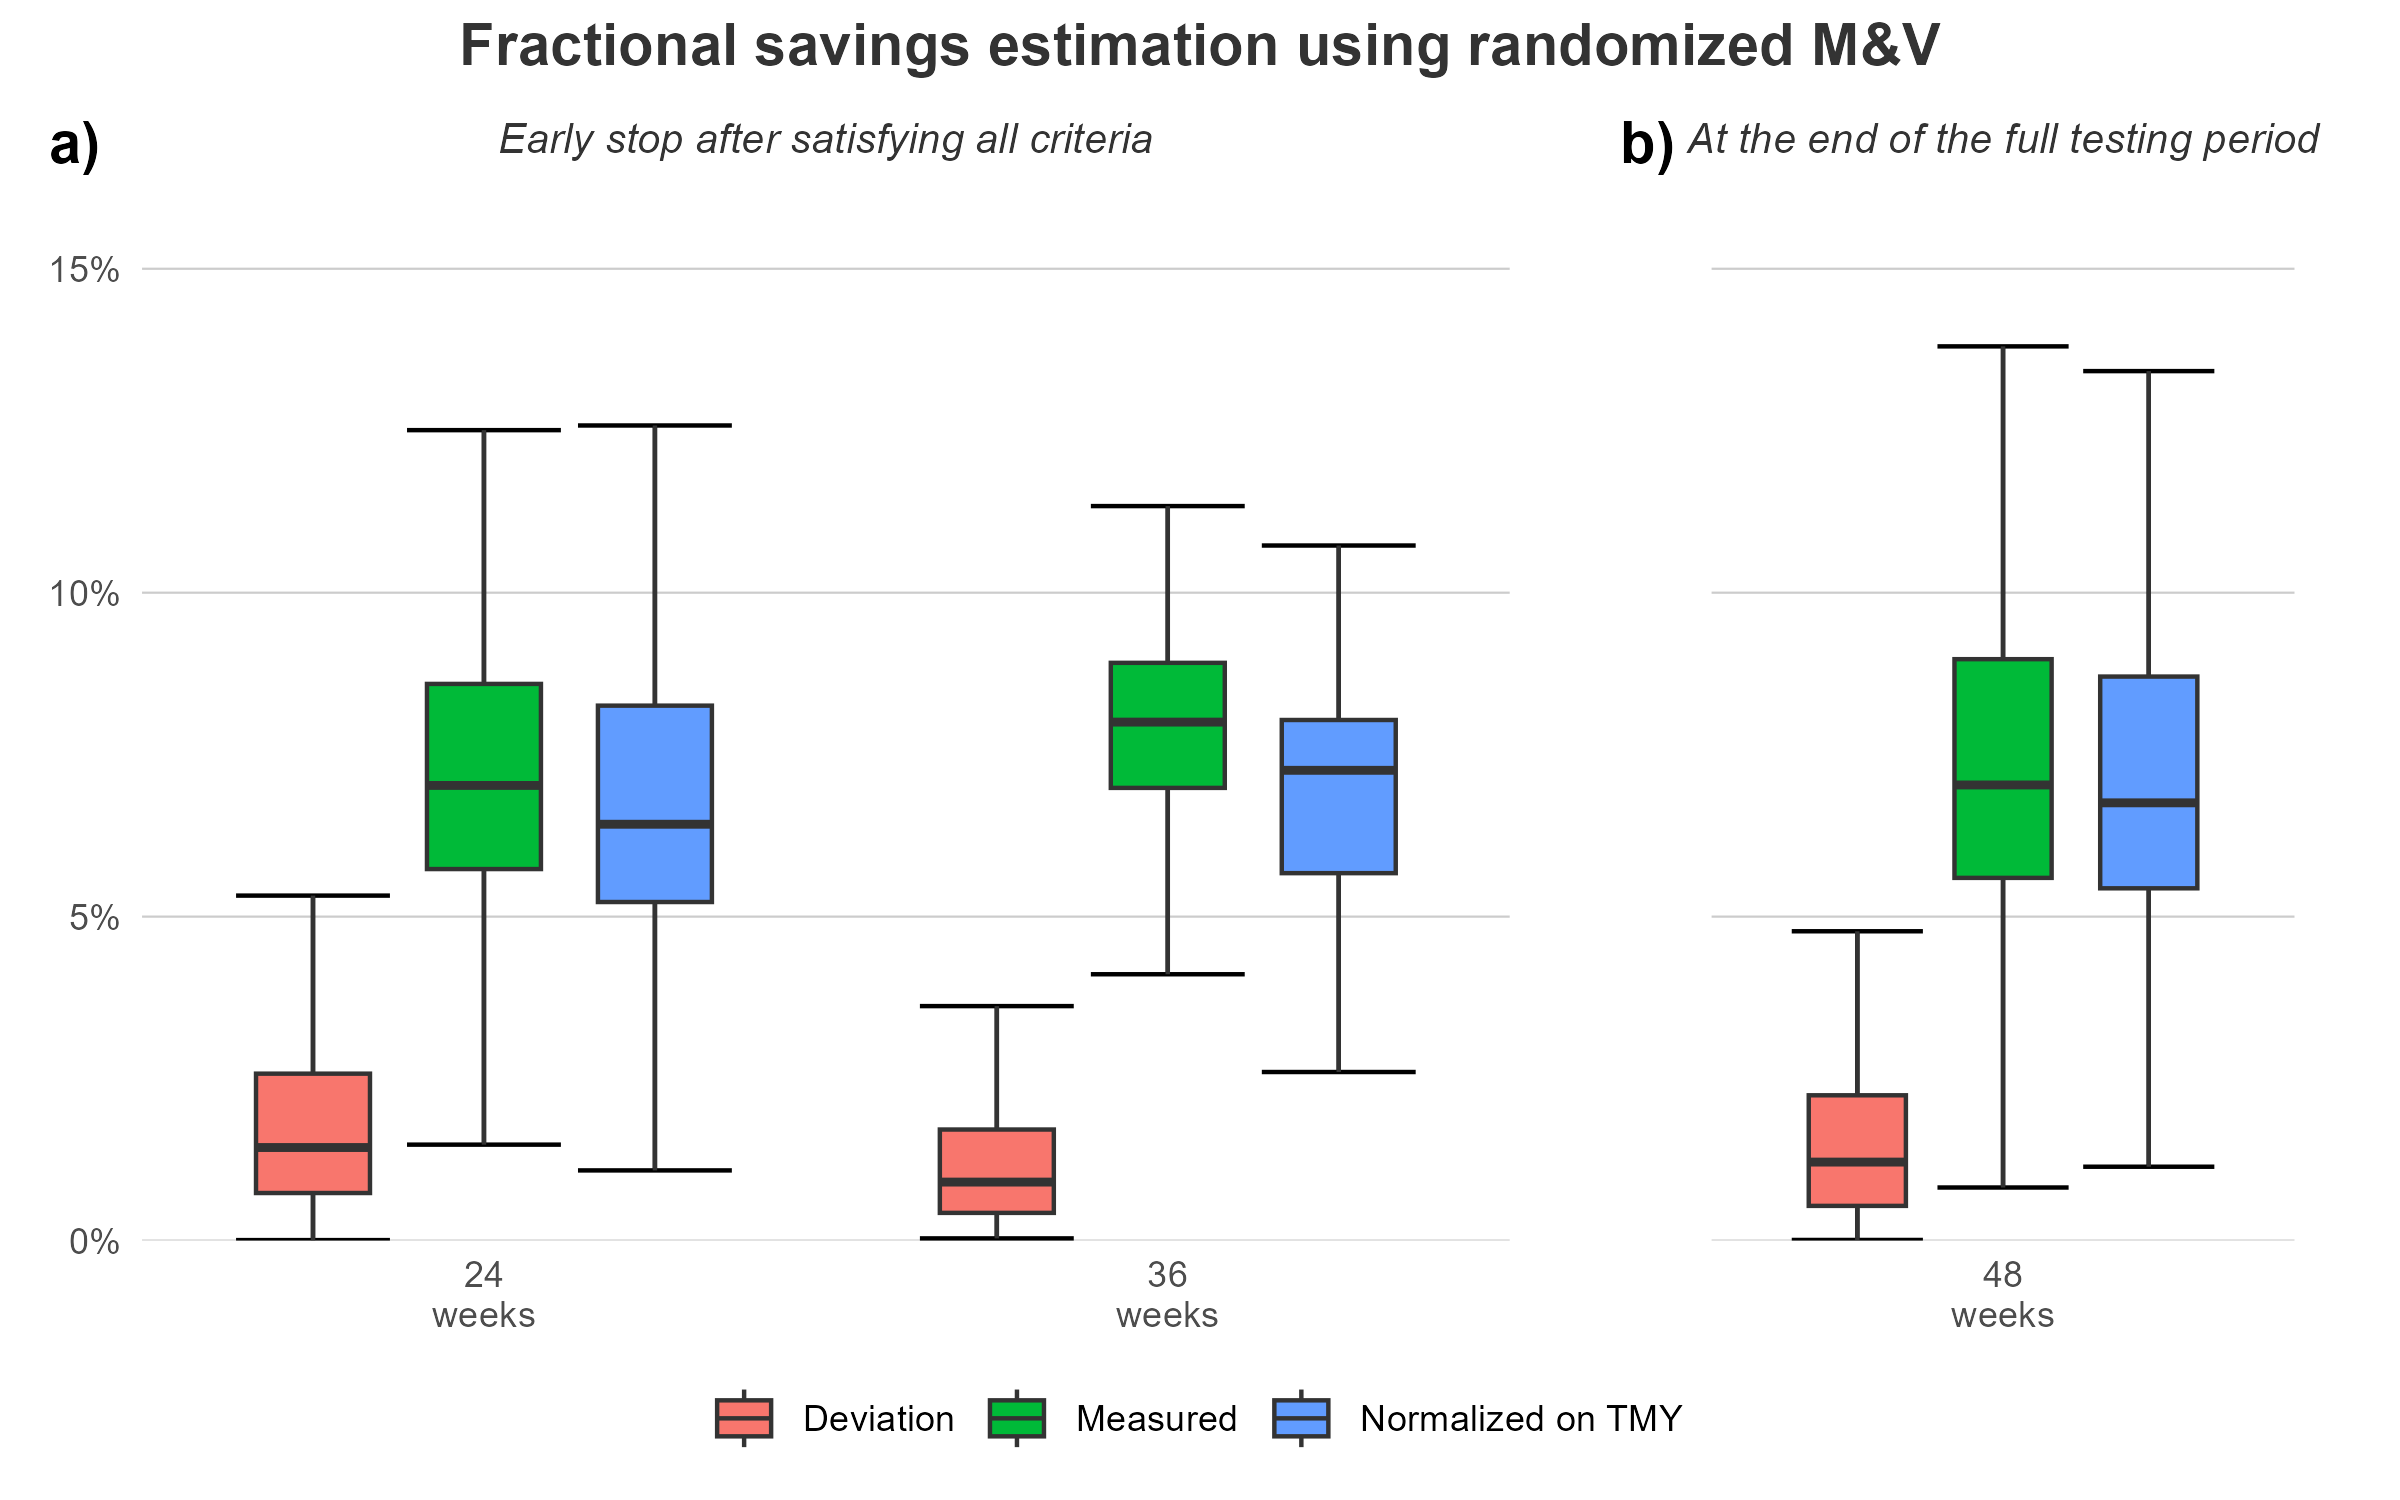 Fractional savings estimation using randomized M&V
a)
Early stop after satisfying all criteria
b)
At the end of the full testing period
15%
10%
5%
0%
24
weeks
36
weeks
48
weeks
Deviation
Measured
Normalized on TMY